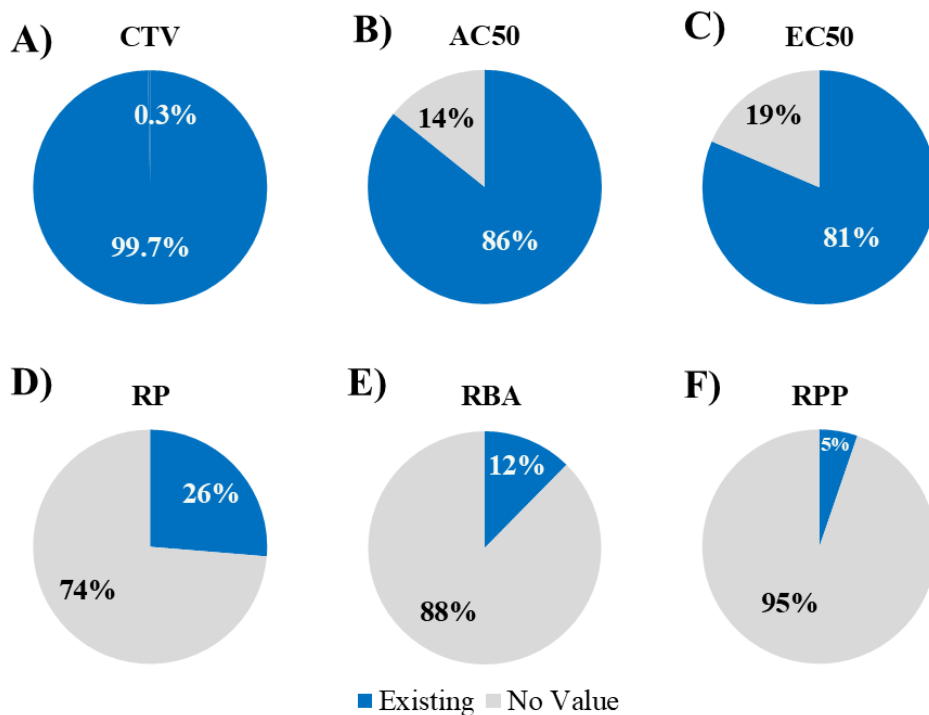 A) CTV
0.3%
99.7%
B) AC50
14%
86%
C) EC50
19%
81%
D) RP
26%
74%
E) RBA
12%
88%
F) RPP
5%
95%
Existing No Value